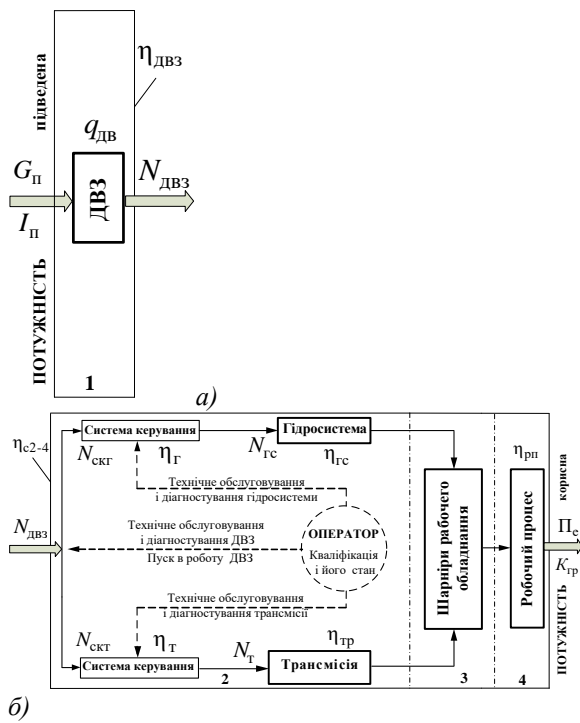 η_ДВЗ
підведена
q_ДВ
G_П
N_ДВЗ
ДВЗ
I_П
ПОТУЖНІСТЬ
1
а)
η_с2-4
Система керування
Гідросистема
N_скг
η_Г
N_гс
η_гс
η_рп
корисна
Технічне обслуговування
і діагностування гідросистеми
N_ДВЗ
Технічне обслуговування
і діагностування ДВЗ
Пуск в роботу ДВЗ
ОПЕРАТОР
Кваліфікація
і його стан
Шарніри рабочего
обладнання
Робочий процес
П_е
К_гр
Технічне обслуговування
і діагностування трансмісії
ПОТУЖНІСТЬ
N_скт
η_Т
N_Т
η_тр
Система керування
Трансмісія
2
3
4
б)